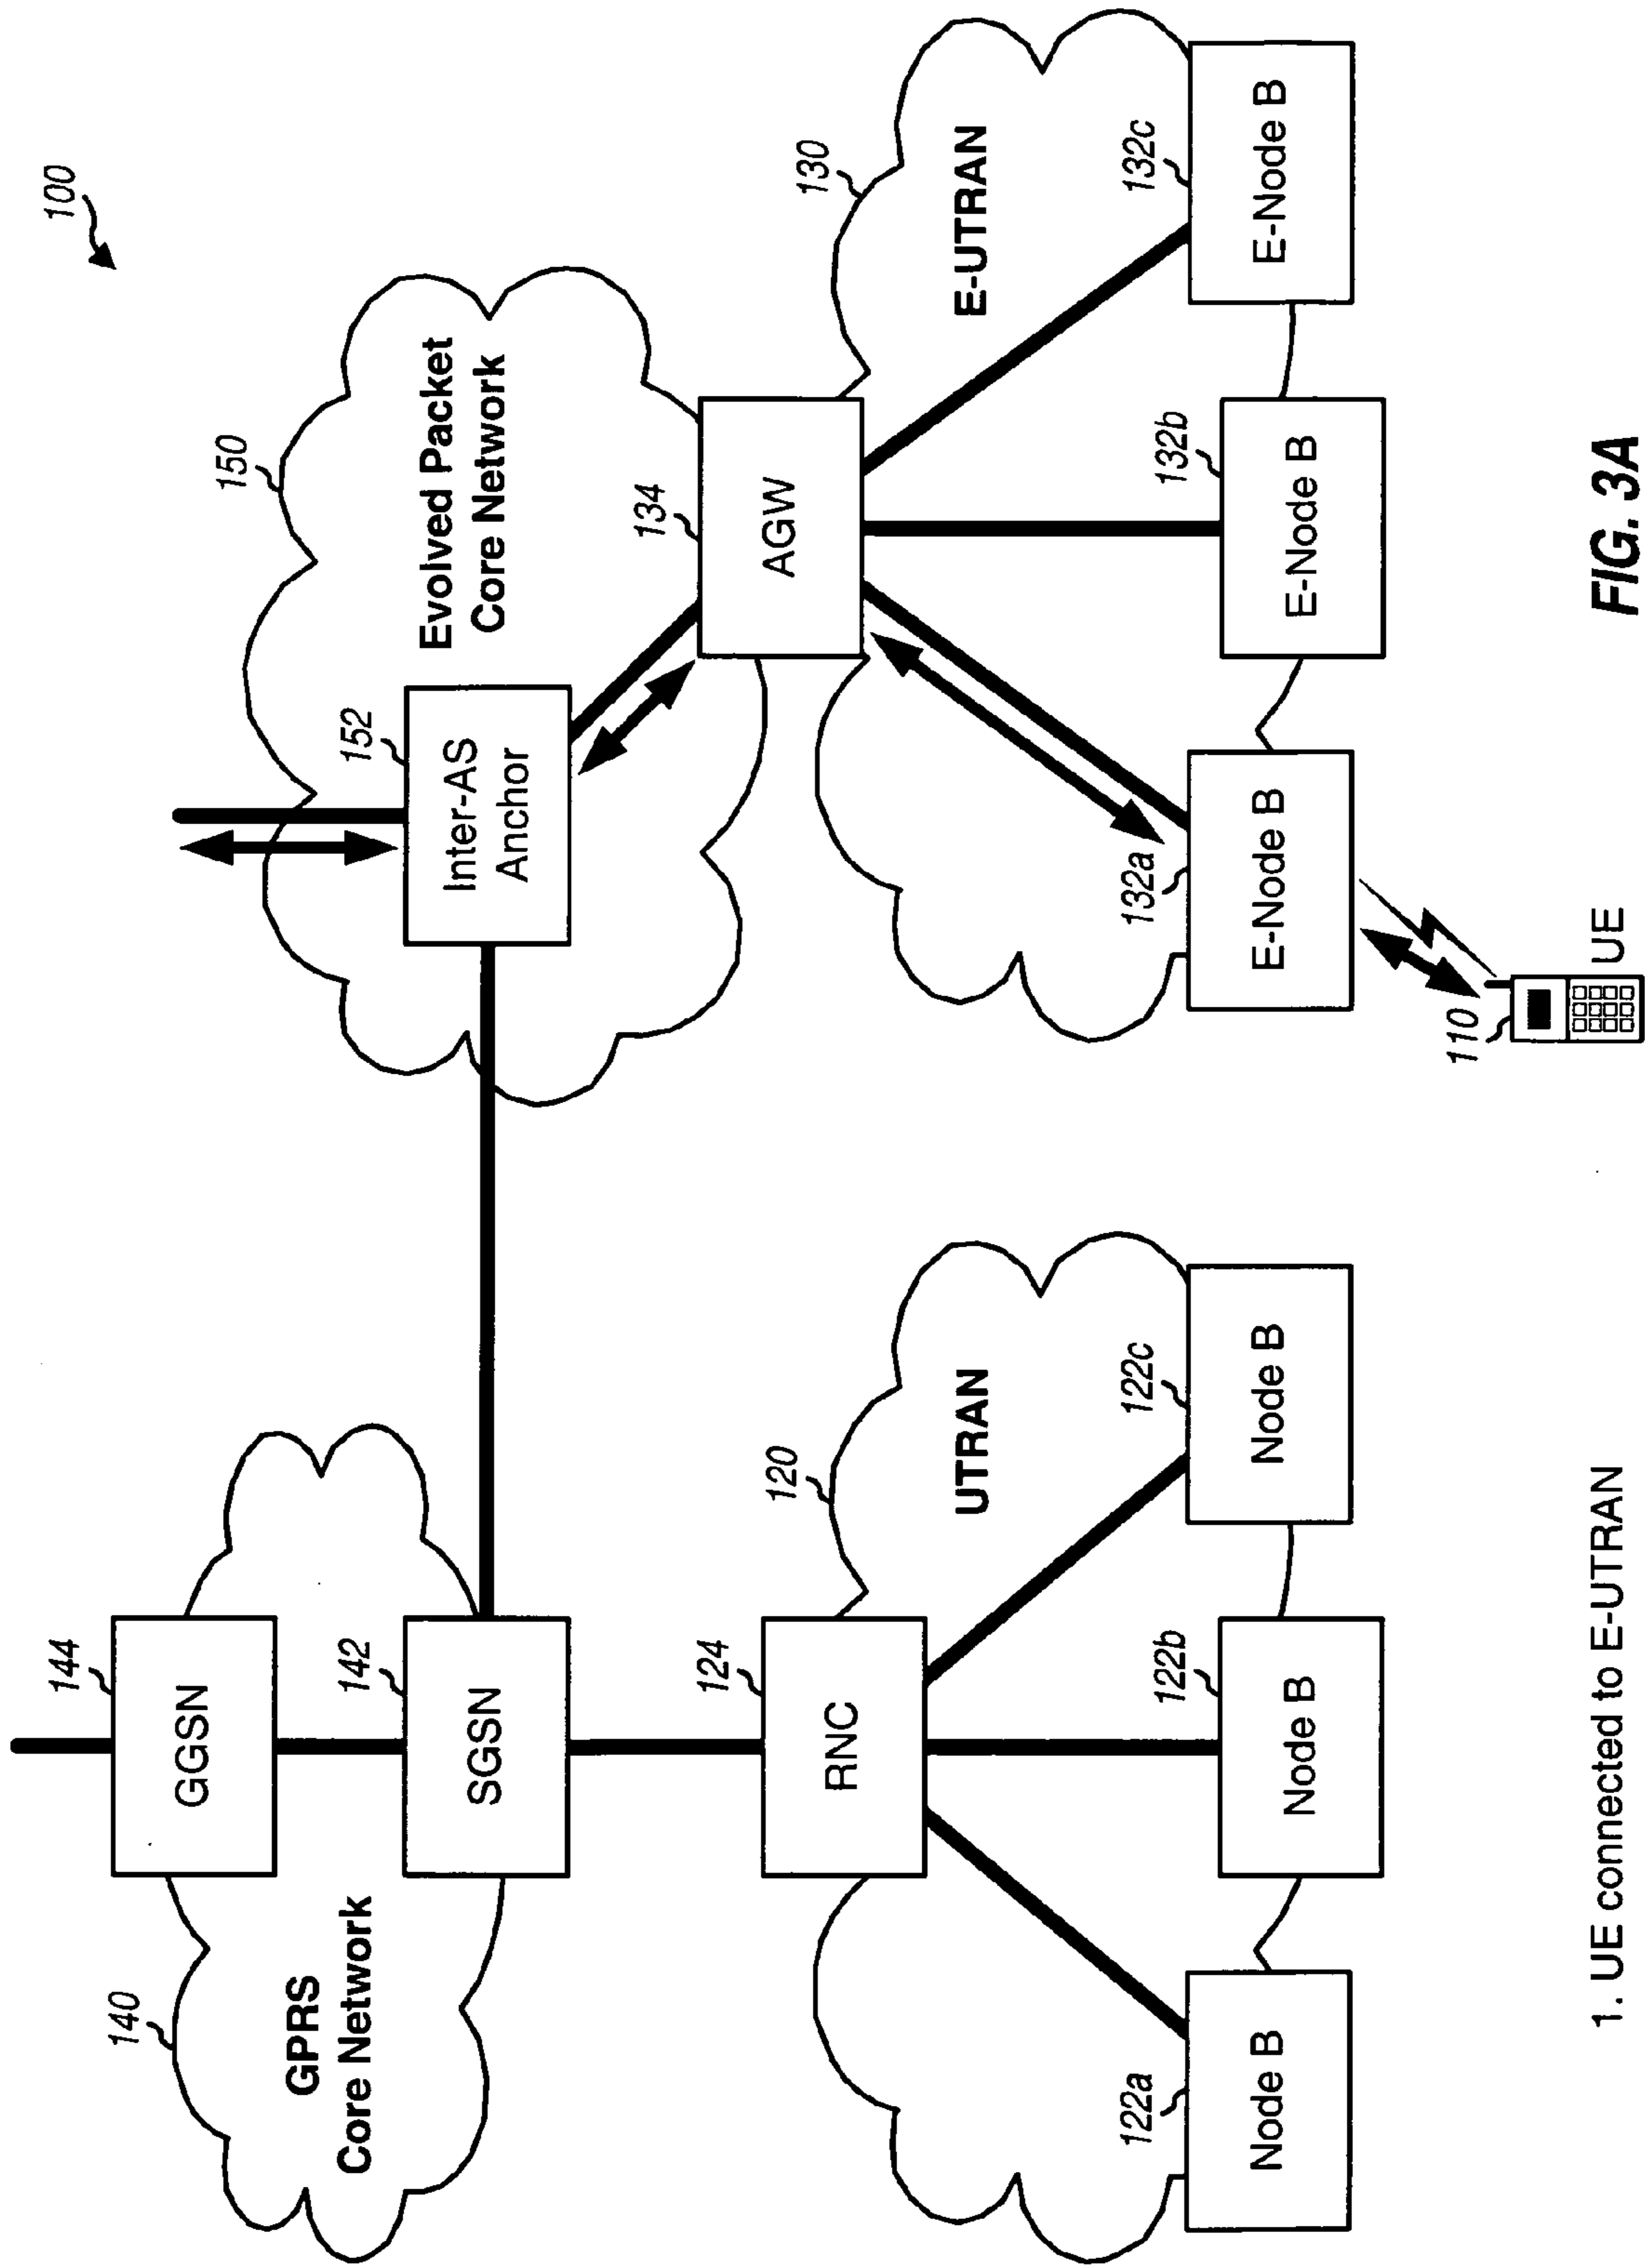 100
150
Evolved Packet
Core Network
152
Inter-AS
Anchor
134
AGW
130
E-UTRAN
132a
E-Node B
132b
E-Node B
132c
E-Node B
110
UE
144
GGSN
140
GPRS
Core Network
142
SGSN
124
RNC
120
UTRAN
122a
Node B
122b
Node B
122c
Node B
1. UE connected to E-UTRAN
FIG. 3A